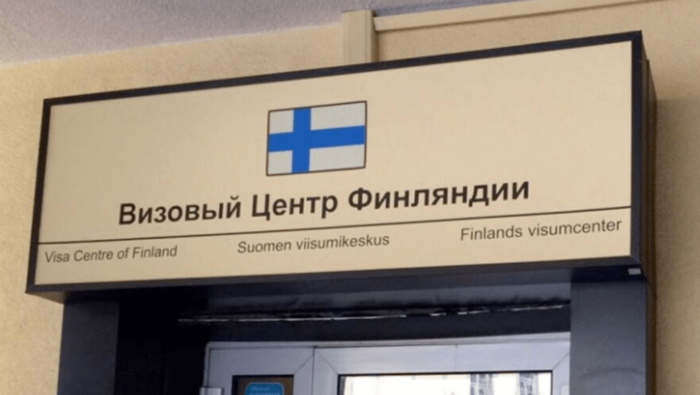 Визовый Центр Финляндии
Visa Centre of Finland Suomen viisumikeskus Finlands visumcenter